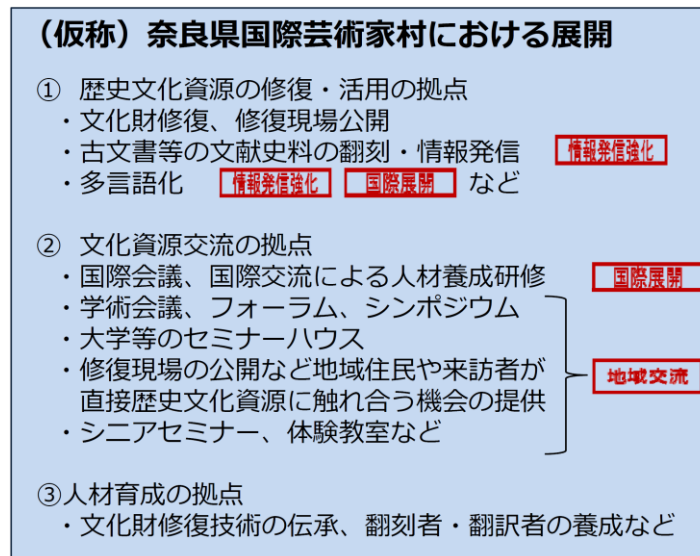 （仮称）奈良県国際芸術家村における展開
① 歴史文化資源の修復・活用の拠点
・文化財修復、修復現場公開
・古文書等の文献史料の翻刻・情報発信 情報発信強化
・多言語化 情報発信強化 国際展開 など
② 文化資源交流の拠点
・国際会議、国際交流による人材養成研修 国際展開
・学術会議、フォーラム、シンポジウム
・大学等のセミナーハウス
・修復現場の公開など地域住民や来訪者が
直接歴史文化資源に触れ合う機会の提供
地域交流
・シニアセミナー、体験教室など
③人材育成の拠点
・文化財修復技術の伝承、翻刻者・翻訳者の養成など